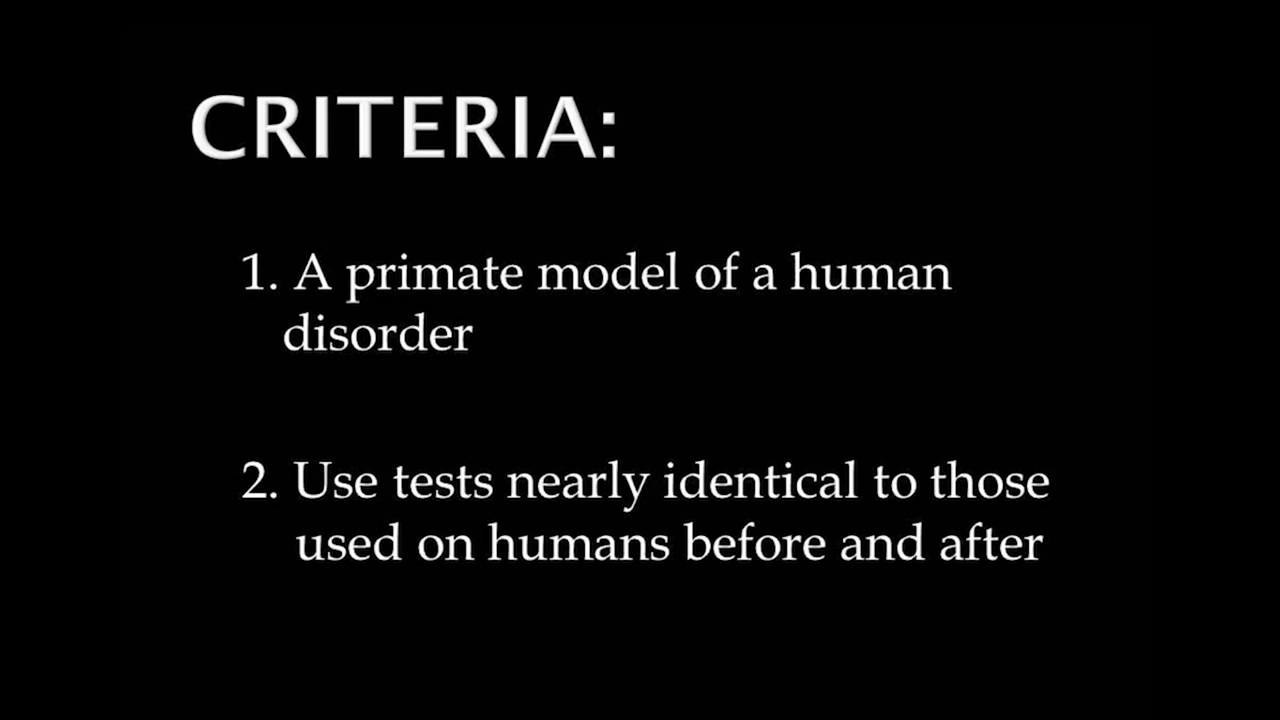 CRITERIA:
1. A primate model of a human
disorder
2. Use tests nearly identical to those
used on humans before and after